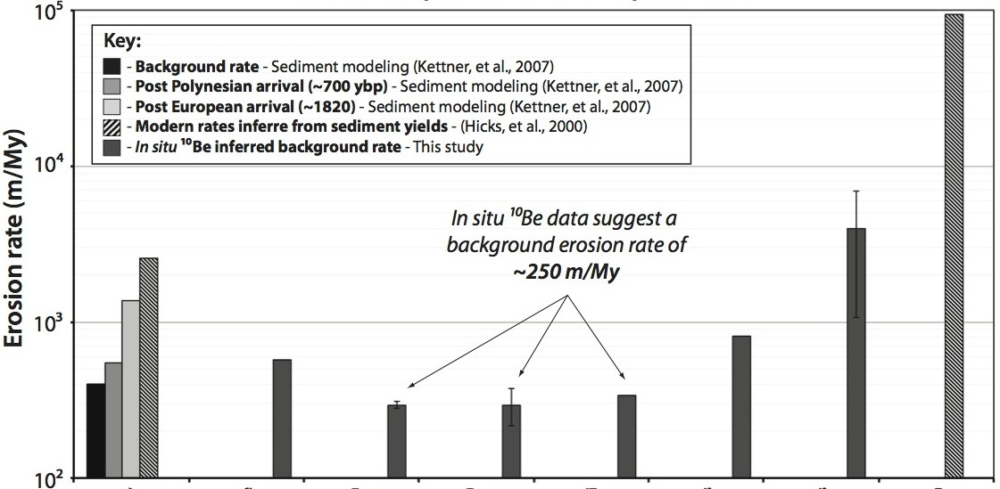 10⁵
Key:
- Background rate - Sediment modeling (Kettner, et al., 2007)
- Post Polynesian arrival (~700 ybp) - Sediment modeling (Kettner, et al., 2007)
- Post European arrival (~1820) - Sediment modeling (Kettner, et al., 2007)
- Modern rates inferre from sediment yields - (Hicks, et al., 2000)
- In situ ¹⁰Be inferred background rate - This study
10⁴
In situ ¹⁰Be data suggest a
background erosion rate of
~250 m/My
Erosion rate (m/My)
10³
10²